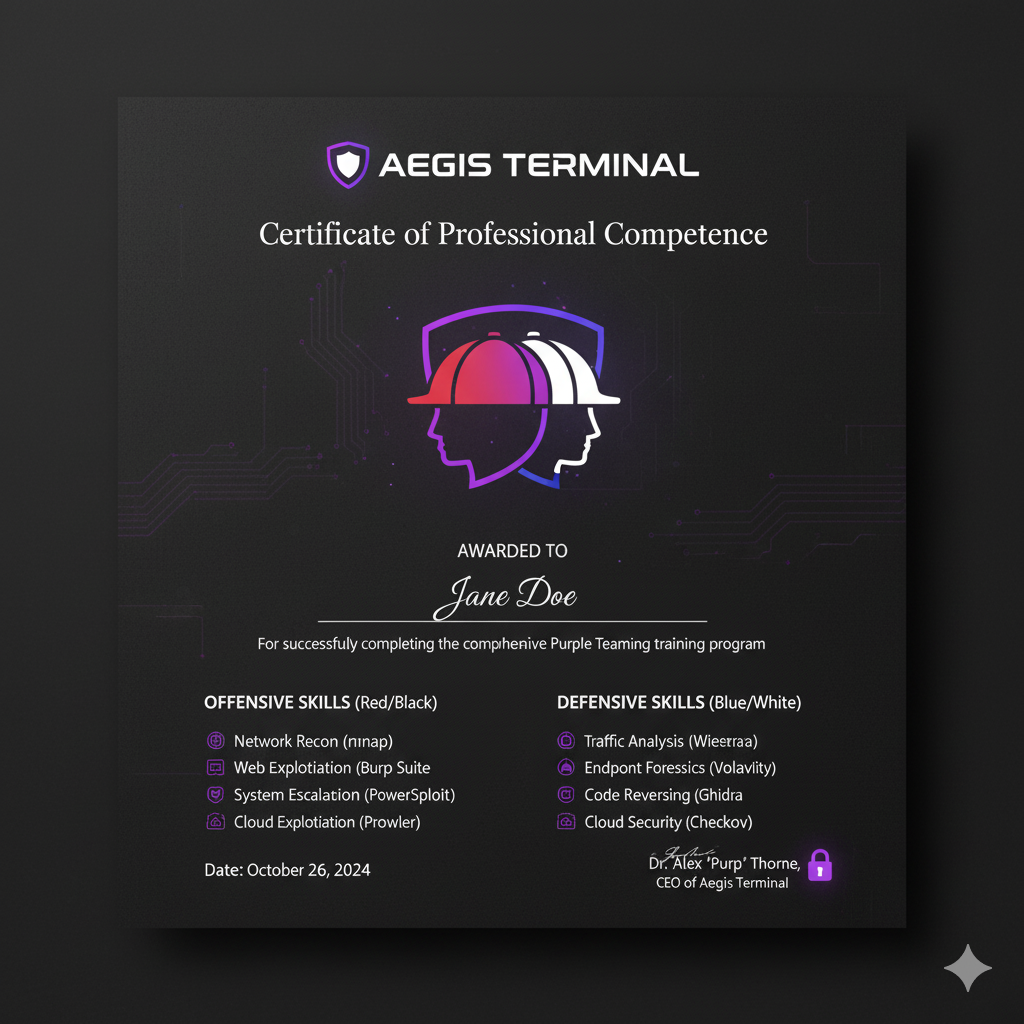 AEGIS TERMINAL
Certificate of Professional Competence
AWARDED TO
Jane Doe
For successfuly completing the comphenive Purple Teaming training program
OFFENSIVE SKILLS (Red/Black)
Network Recon (nmap)
Web Explotiation (Burp Suite
System Escalation (PowerSploit)
Cloud Explotiation (Prowler)
DEFENSIVE SKILLS (Blue/White)
Traffic Analysis
Endpont Foressics (Volavlity)
Code Reversing (Ghidra
Cloud Security (Checkov)
Date: October 26, 2024
Dr. Alex 'Purp' Thorne,
CEO of Aegis Terminal